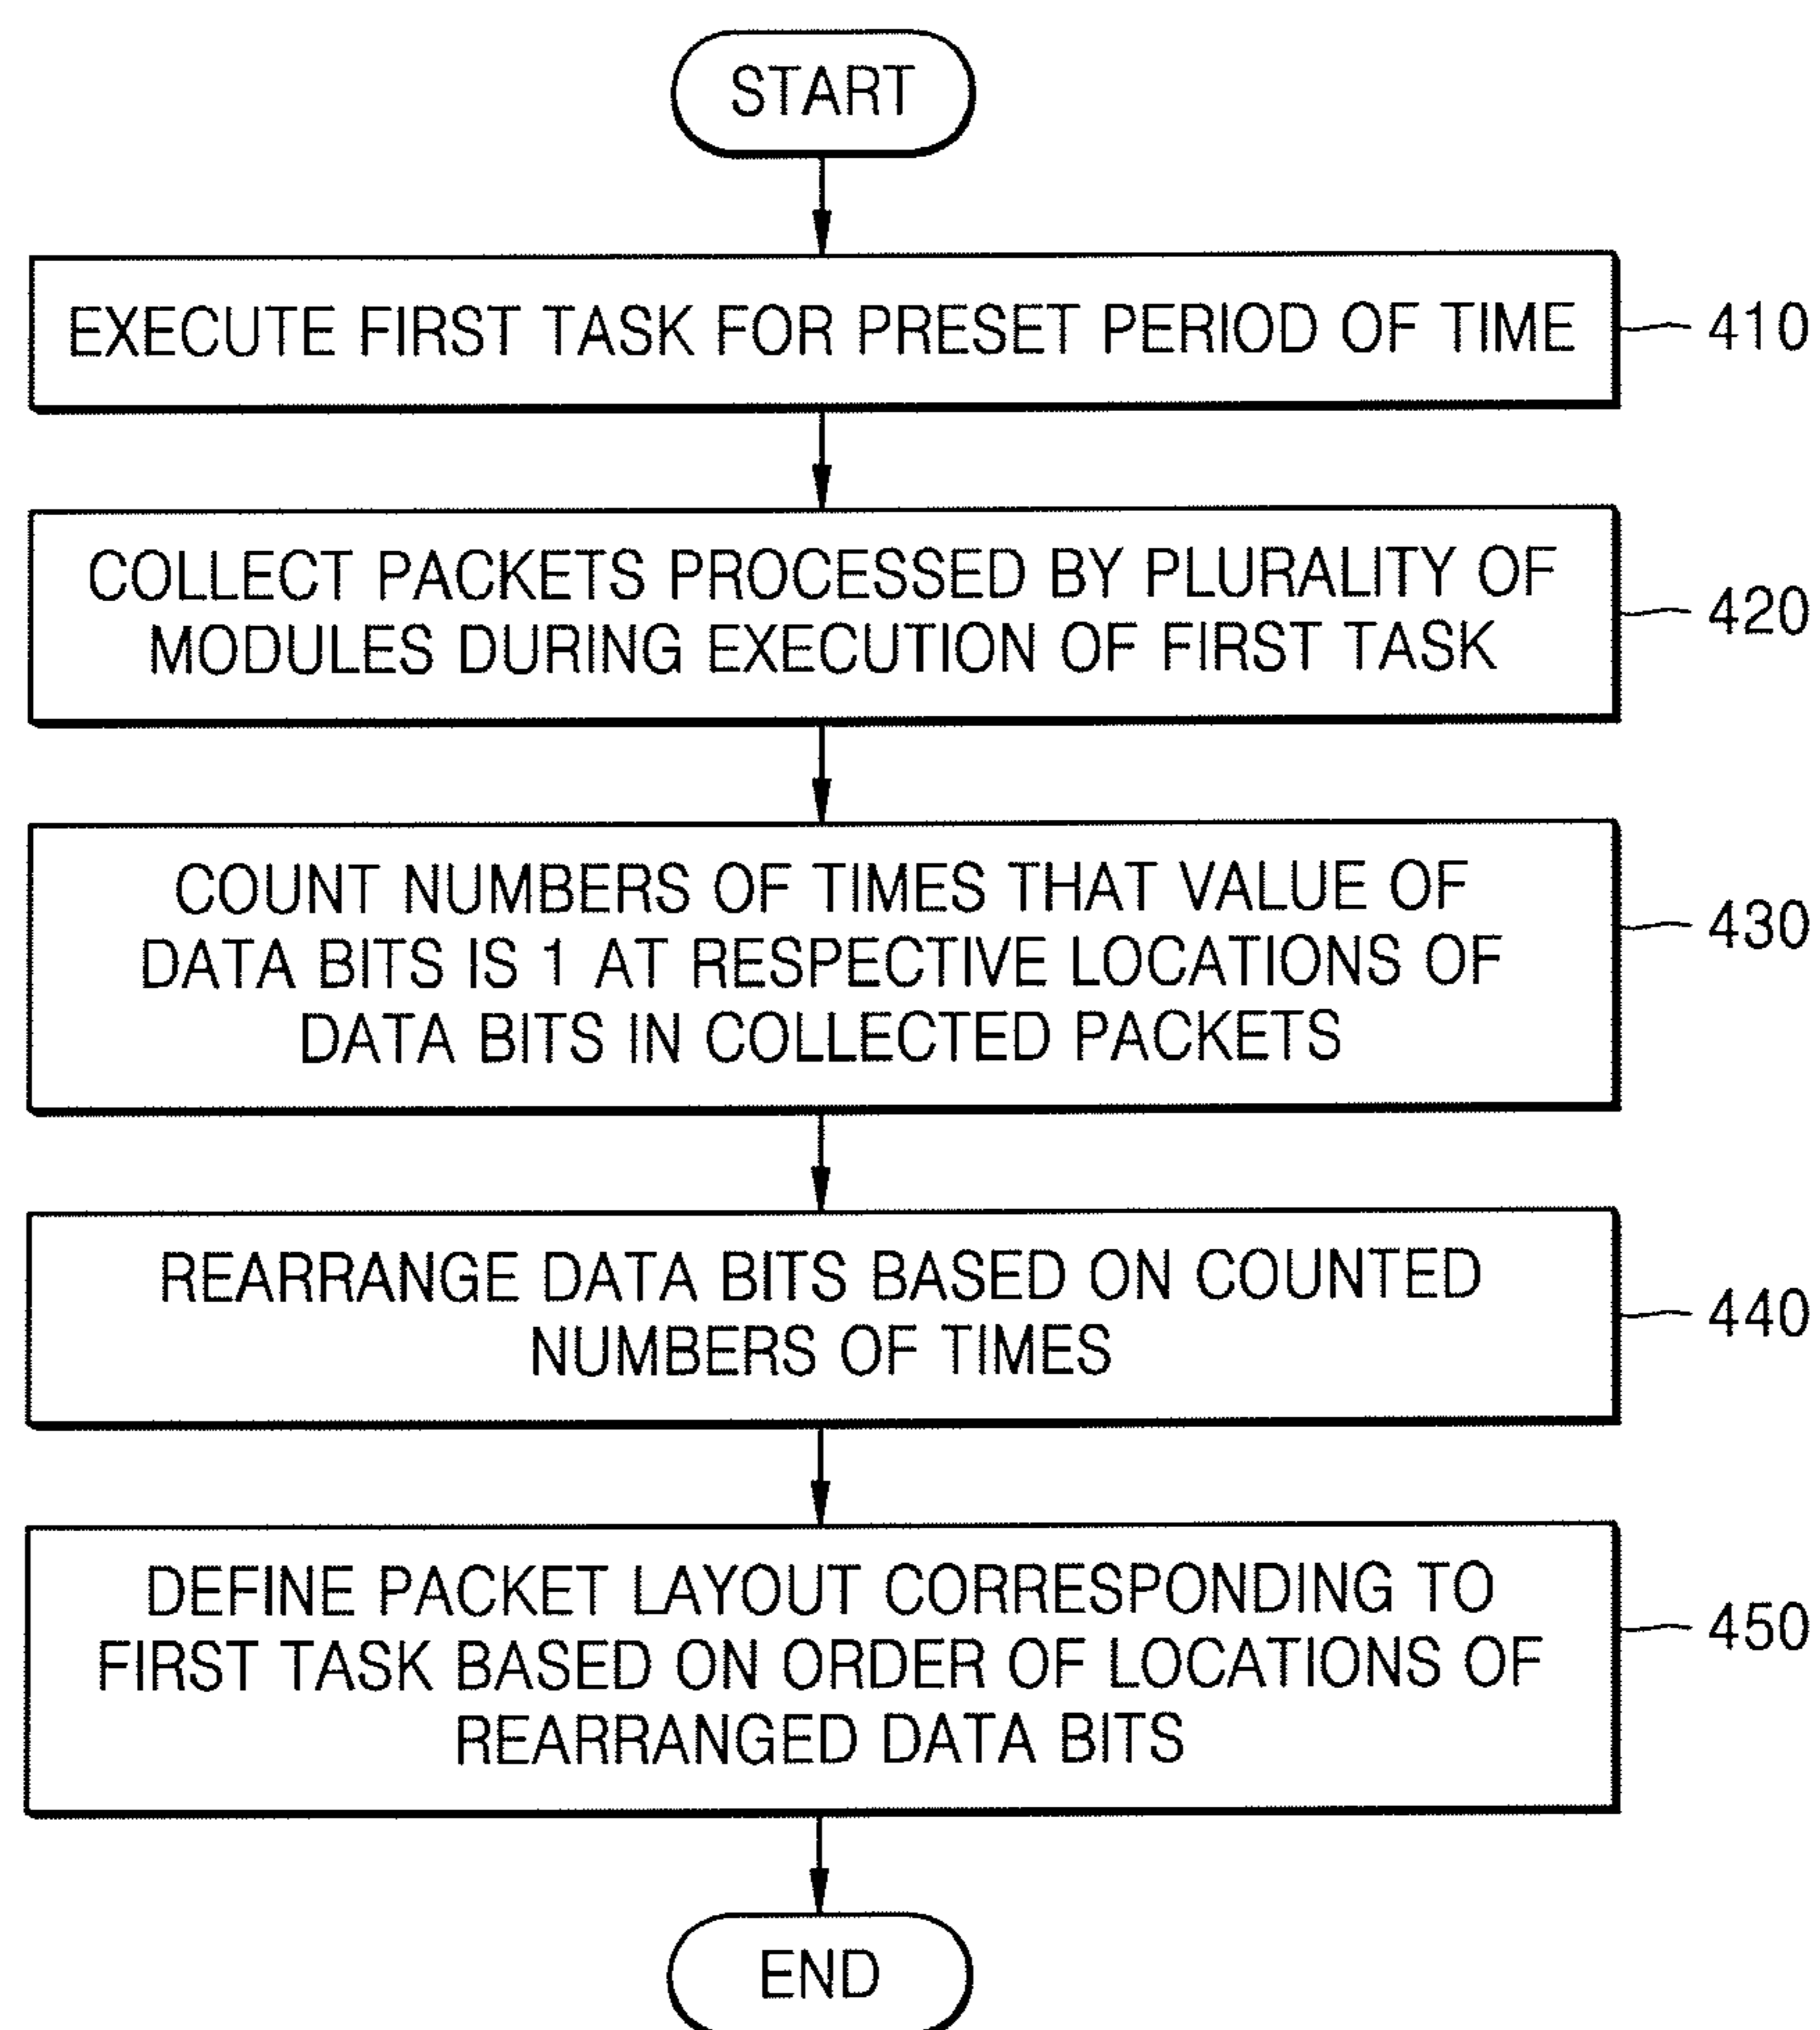 START
EXECUTE FIRST TASK FOR PRESET PERIOD OF TIME
410
COLLECT PACKETS PROCESSED BY PLURALITY OF
MODULES DURING EXECUTION OF FIRST TASK
420
COUNT NUMBERS OF TIMES THAT VALUE OF
DATA BITS IS 1 AT RESPECTIVE LOCATIONS OF
DATA BITS IN COLLECTED PACKETS
430
REARRANGE DATA BITS BASED ON COUNTED
NUMBERS OF TIMES
440
DEFINE PACKET LAYOUT CORRESPONDING TO
FIRST TASK BASED ON ORDER OF LOCATIONS OF
REARRANGED DATA BITS
450
END